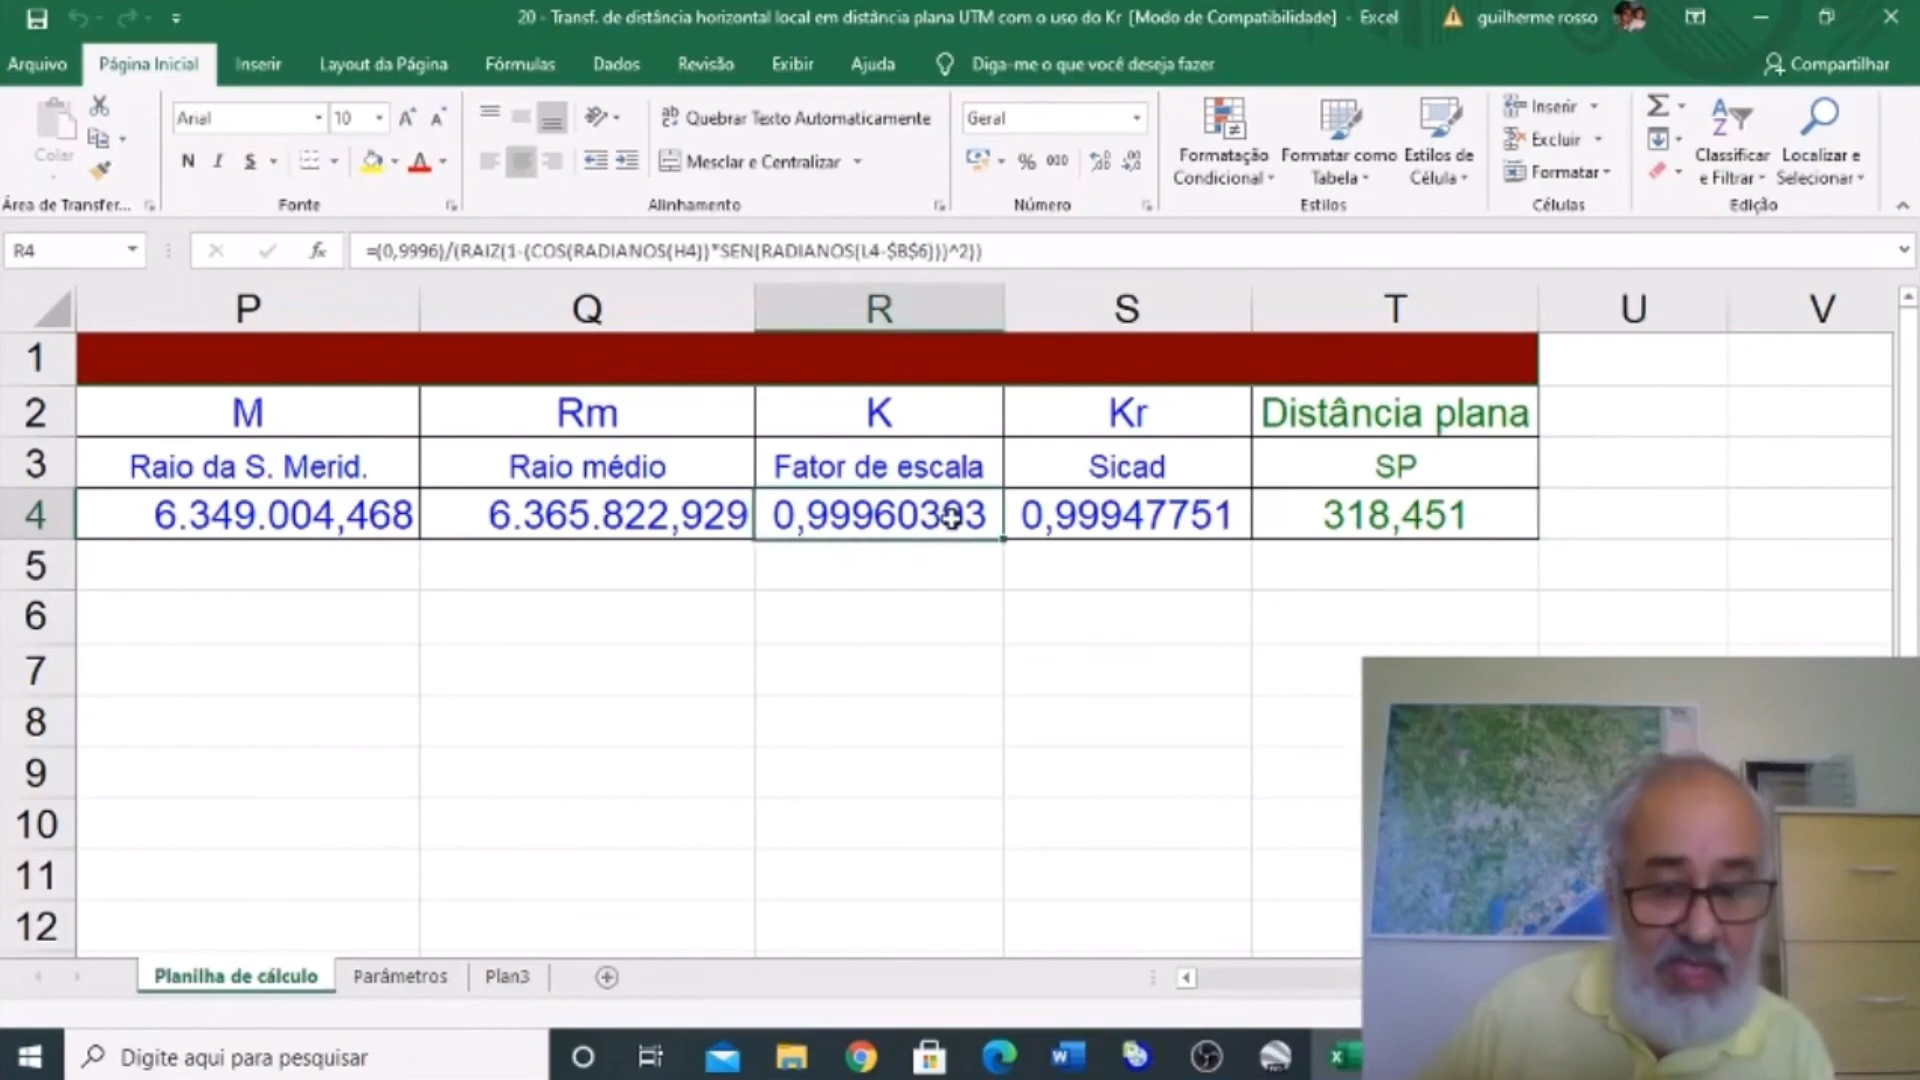 20 - Transf. de distância horizontal local em distância plana UTM com o uso do Kr [Modo de Compatibilidade] - Excel
guilherme rosso
Arquivo
Página Inicial
Inserir
Layout da Página
Fórmulas
Dados
Revisão
Exibir
Ajuda
Diga-me o que você deseja fazer
Compartilhar
Colar
Arial
10
N I S
Quebrar Texto Automaticamente
Mesclar e Centralizar
Geral
% 000
Formatação Condicional
Formatar como Tabela
Estilos de Célula
Inserir
Excluir
Formatar
Classificar e Filtrar
Localizar e Selecionar
Área de Transfer...
Fonte
Alinhamento
Número
Estilos
Células
Edição
R4
fx
=(0,9996)/(RAIZ(1-(COS(RADIANOS(H4))*SEN(RADIANOS(L4-$B$6)))^2))
P Q R S T U V
1
2 M Rm K Kr Distância plana
3 Raio da S. Merid. Raio médio Fator de escala Sicad SP
4 6.349.004,468 6.365.822,929 0,99960393 0,99947751 318,451
5
6
7
8
9
10
11
12
Planilha de cálculo
Parâmetros
Plan3
Digite aqui para pesquisar